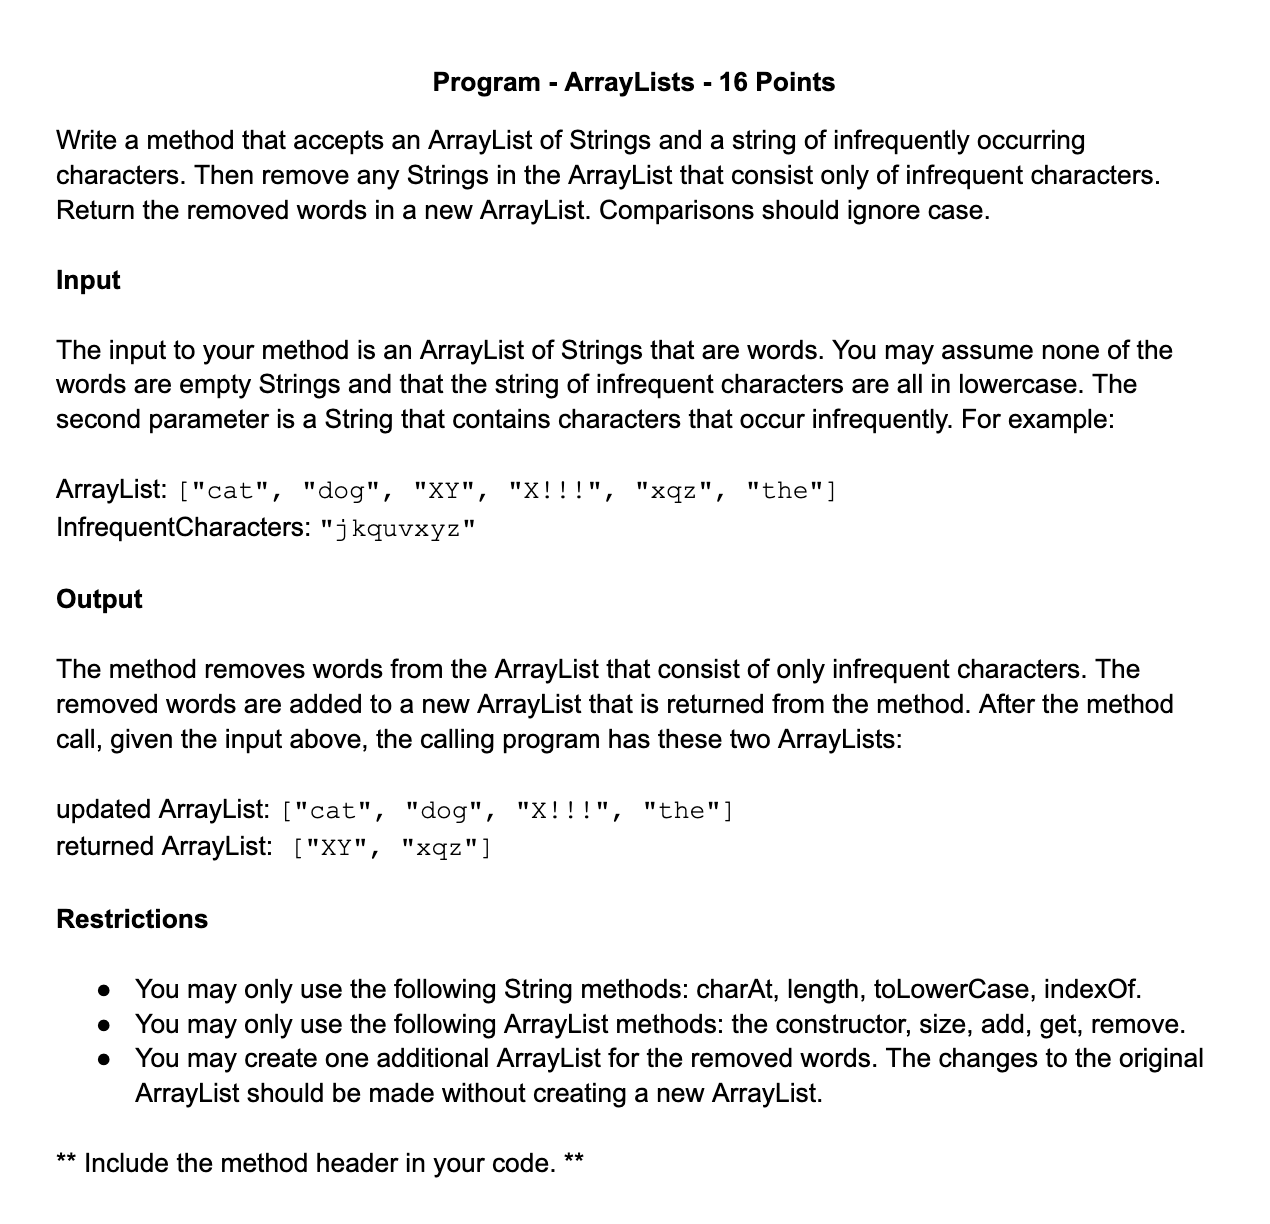 Program - ArrayLists - 16 Points
Write a method that accepts an ArrayList of Strings and a string of infrequently occurring
characters. Then remove any Strings in the ArrayList that consist only of infrequent characters.
Return the removed words in a new ArrayList. Comparisons should ignore case.
Input
The input to your method is an ArrayList of Strings that are words. You may assume none of the
words are empty Strings and that the string of infrequent characters are all in lowercase. The
second parameter is a String that contains characters that occur infrequently. For example:
ArrayList: ["cat", "dog", "XY", "X!!!", "xqz", "the"]
InfrequentCharacters: "jkquvxyz"
Output
The method removes words from the ArrayList that consist of only infrequent characters. The
removed words are added to a new ArrayList that is returned from the method. After the method
call, given the input above, the calling program has these two ArrayLists:
updated ArrayList: ["cat", "dog", "X!!!", "the"]
returned ArrayList: ["XY", "xqz"]
Restrictions
● You may only use the following String methods: charAt, length, toLowerCase, indexOf.
● You may only use the following ArrayList methods: the constructor, size, add, get, remove.
● You may create one additional ArrayList for the removed words. The changes to the original
ArrayList should be made without creating a new ArrayList.
** Include the method header in your code. **